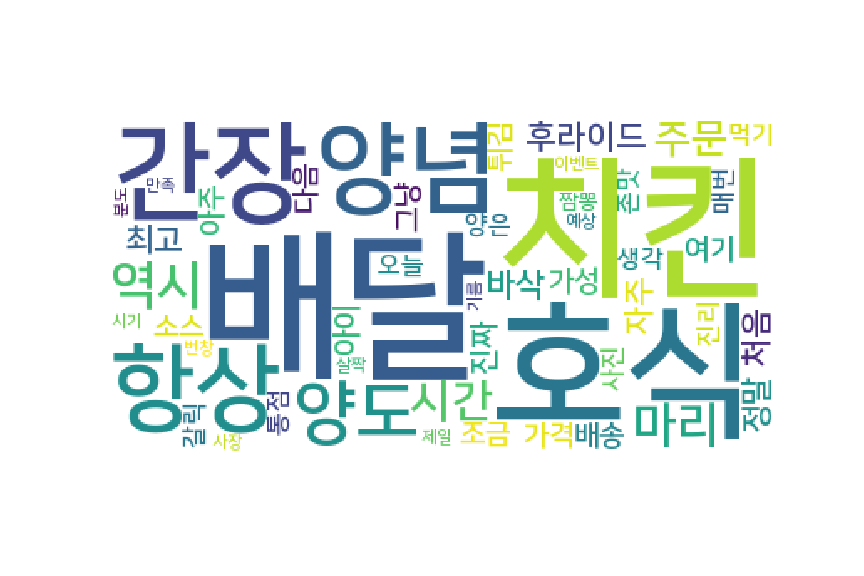 간장
양념
튀김
후라이드
주문
먹기
이벤트
치킨
만족
아주
다음
그냥
짬뽕
존맛
매번
양은
예상
최고
배달
오늘
생각
여기
역시
바삭
가성
기름
자주
진리
처음
시기
소스
번창
아이
살짝
진짜
호식
사진
항상
양도
시간
마리
정말
갈릭
통점
사장
제일
조금
가격
배송